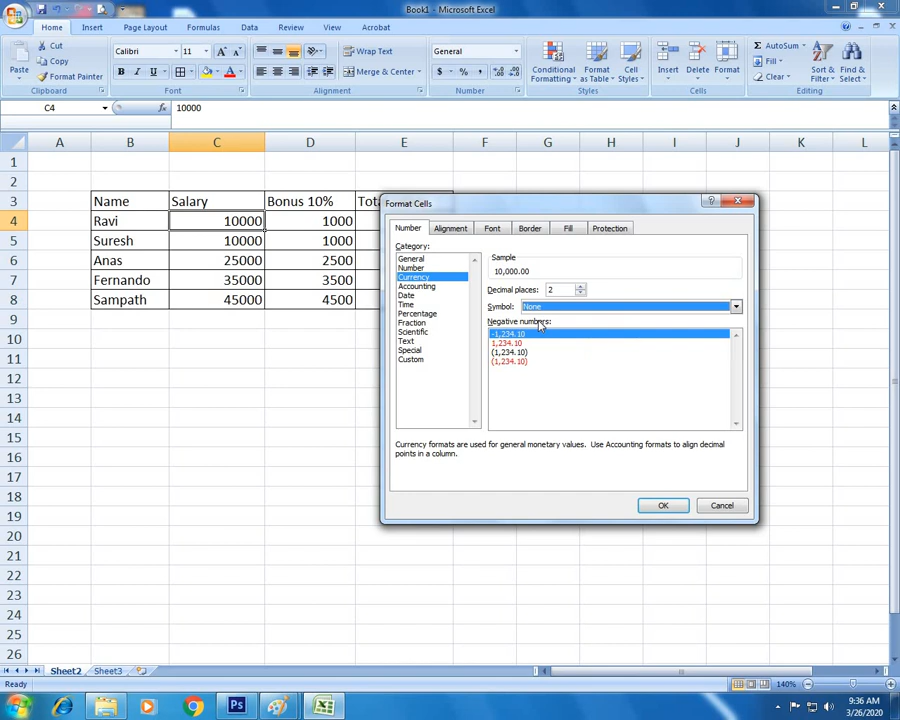 Book1 - Microsoft Excel
Home Insert Page Layout Formulas Data Review View Acrobat
Paste
Cut
Copy
Format Painter
Clipboard
Calibri 11
B I U
Font
Wrap Text
Merge & Center
Alignment
General
$ % ,
Number
Conditional Formatting
Format as Table
Cell Styles
Styles
Insert Delete Format
Cells
Σ AutoSum
Fill
Clear
Sort & Filter
Find & Select
Editing
C4 fx 10000
A B C D E F G H I J K L
1
2
3 Name Salary Bonus 10% Tot
4 Ravi 10000 1000
5 Suresh 10000 1000
6 Anas 25000 2500
7 Fernando 35000 3500
8 Sampath 45000 4500
9
10
11
12
13
14
15
16
17
18
19
20
21
22
23
24
25
26
Format Cells
Number Alignment Font Border Fill Protection
Category:
General
Number
Currency
Accounting
Date
Time
Percentage
Fraction
Scientific
Text
Special
Custom
Sample
10,000.00
Decimal places: 2
Symbol: None
Negative numbers:
-1,234.10
1,234.10
(1,234.10)
(1,234.10)
Currency formats are used for general monetary values. Use Accounting formats to align decimal
points in a column.
OK Cancel
Sheet2 Sheet3
Ready 140%
Ps
9:36 AM
3/26/2020